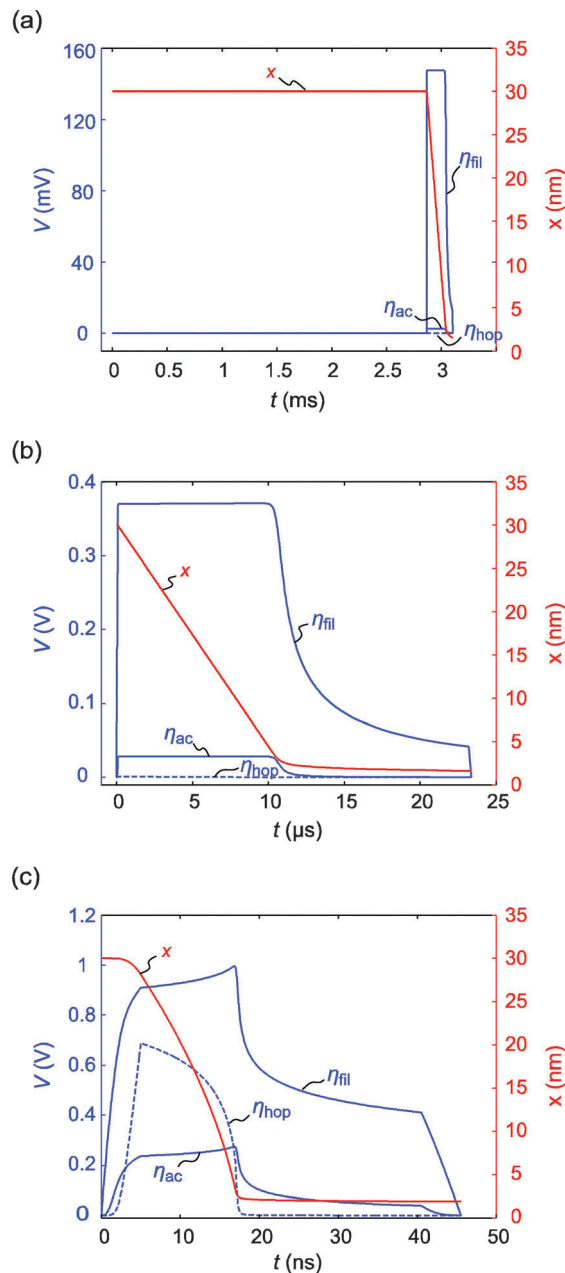 (a)
160
120
80
40
0
V (mV)
35
30
25
20
15
10
5
0
x (nm)
x
ηfil
ηac
ηhop
0 0.5 1 1.5 2 2.5 3
t (ms)
(b)
0.4
0.3
0.2
0.1
0
V (V)
35
30
25
20
15
10
5
0
x (nm)
x
ηfil
ηac
ηhop
0 5 10 15 20 25
t (μs)
(c)
1.2
1
0.8
0.6
0.4
0.2
0
V (V)
35
30
25
20
15
10
5
0
x (nm)
x
ηfil
ηhop
ηac
0 10 20 30 40 50
t (ns)